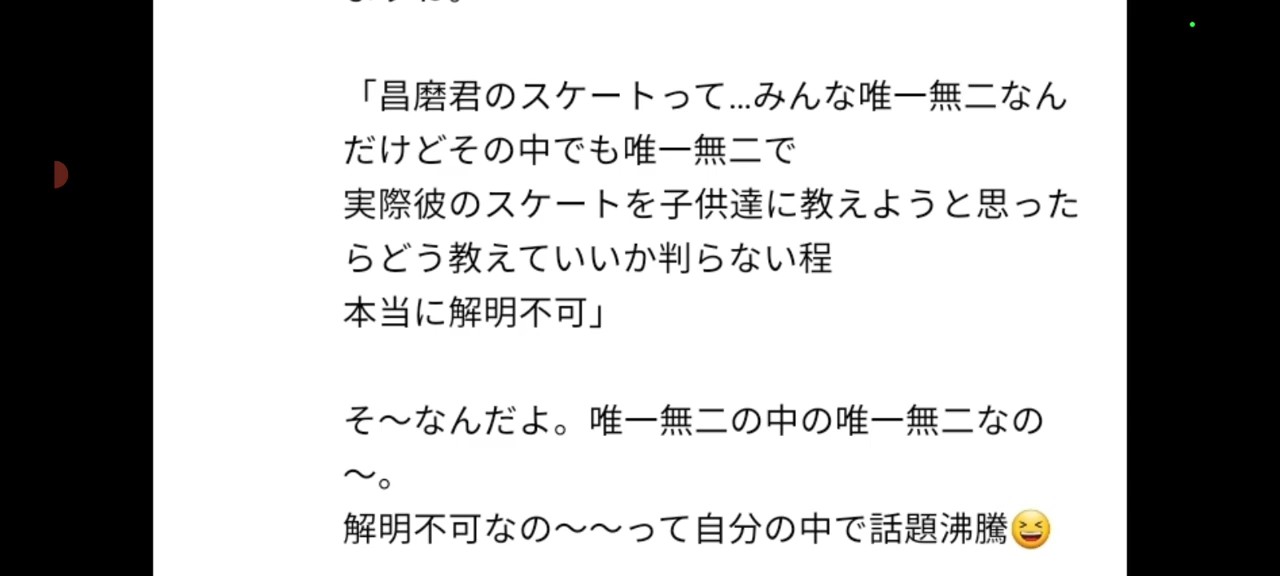 「昌磨君のスケートって…みんな唯一無二なん
だけどその中でも唯一無二で
実際彼のスケートを子供達に教えようと思った
らどう教えていいか判らない程
本当に解明不可」
そ〜なんだよ。唯一無二の中の唯一無二なの
〜。
解明不可なの〜〜って自分の中で話題沸騰😆